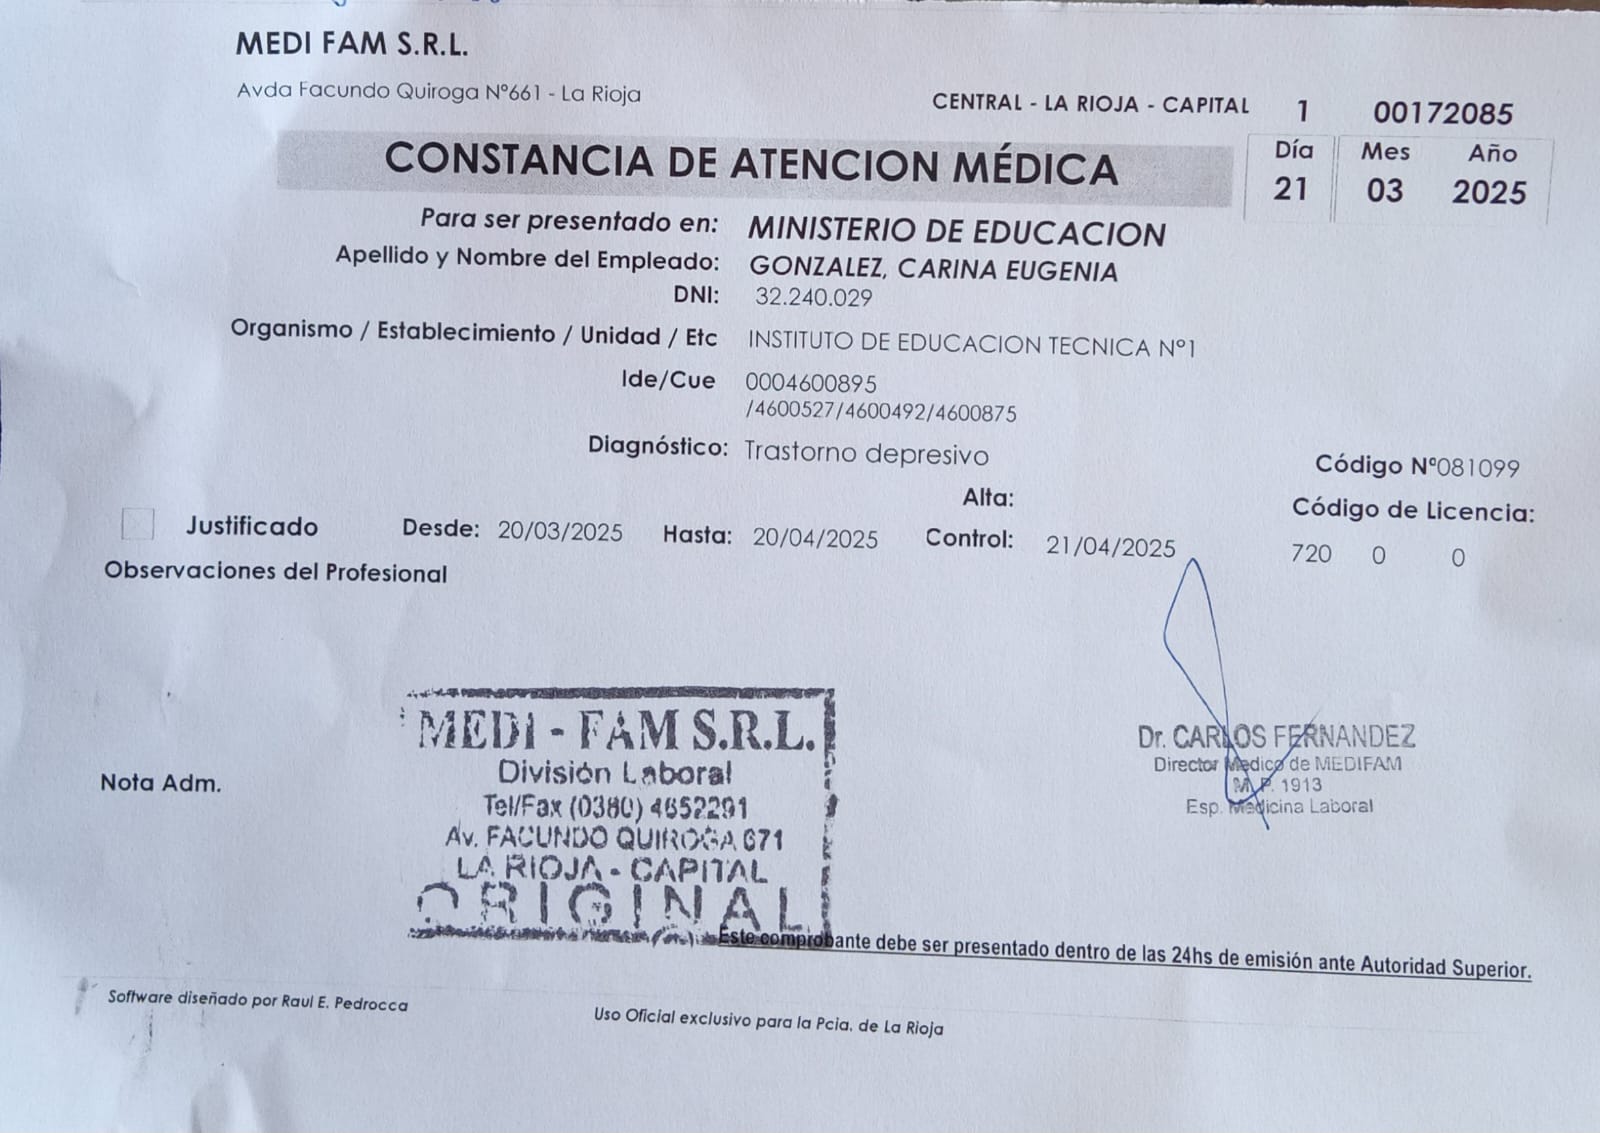 MEDI FAM S.R.L.
Avda Facundo Quiroga Nº661 - La Rioja
CENTRAL - LA RIOJA - CAPITAL 1 00172085
CONSTANCIA DE ATENCION MÉDICA
Día Mes Año
21 03 2025
Para ser presentado en: MINISTERIO DE EDUCACION
Apellido y Nombre del Empleado: GONZALEZ, CARINA EUGENIA
DNI: 32.240.029
Organismo / Establecimiento / Unidad / Etc INSTITUTO DE EDUCACION TECNICA Nº1
Ide/Cue 0004600895
/4600527/4600492/4600875
Diagnóstico: Trastorno depresivo
Código Nº081099
Alta:
Código de Licencia:
Justificado Desde: 20/03/2025 Hasta: 20/04/2025 Control: 21/04/2025
720 0 0
Observaciones del Profesional
MEDI - FAM S.R.L.
División Laboral
Tel/Fax (0380) 4652291
Av. FACUNDO QUIROGA 671
LA RIOJA - CAPITAL
ORIGINAL
Dr. CARLOS FERNANDEZ
Director Medico de MEDIFAM
M.P. 1913
Esp. Medicina Laboral
Nota Adm.
Este comprobante debe ser presentado dentro de las 24hs de emisión ante Autoridad Superior.
Software diseñado por Raul E. Pedrocca
Uso Oficial exclusivo para la Pcia. de La Rioja